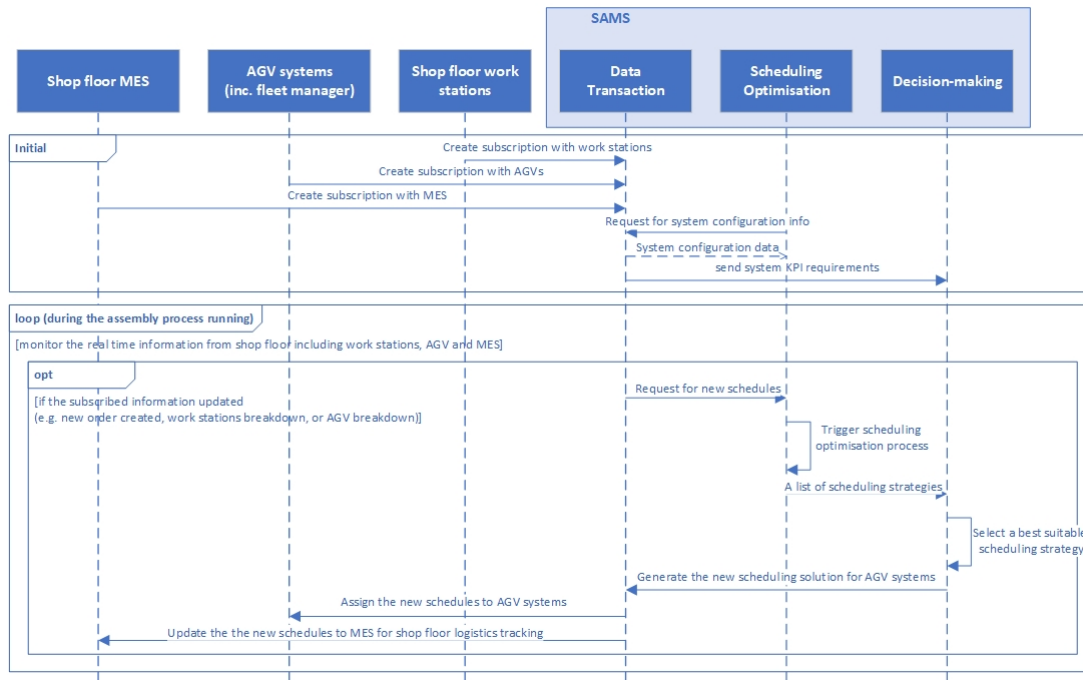 SAMS
Shop floor MES
AGV systems
(inc. fleet manager)
Shop floor work
stations
Data
Transaction
Scheduling
Optimisation
Decision-making
Initial
Create subscription with work stations
Create subscription with AGVs
Create subscription with MES
Request for system configuration info
System configuration data
send system KPI requirements
loop (during the assembly process running)
[monitor the real time information from shop floor including work stations, AGV and MES]
opt
[if the subscribed information updated
(e.g. new order created, work stations breakdown, or AGV breakdown)]
Request for new schedules
Trigger scheduling
optimisation process
A list of scheduling strategies
Select a best suitable
scheduling strategy
Generate the new scheduling solution for AGV systems
Assign the new schedules to AGV systems
Update the the new schedules to MES for shop floor logistics tracking